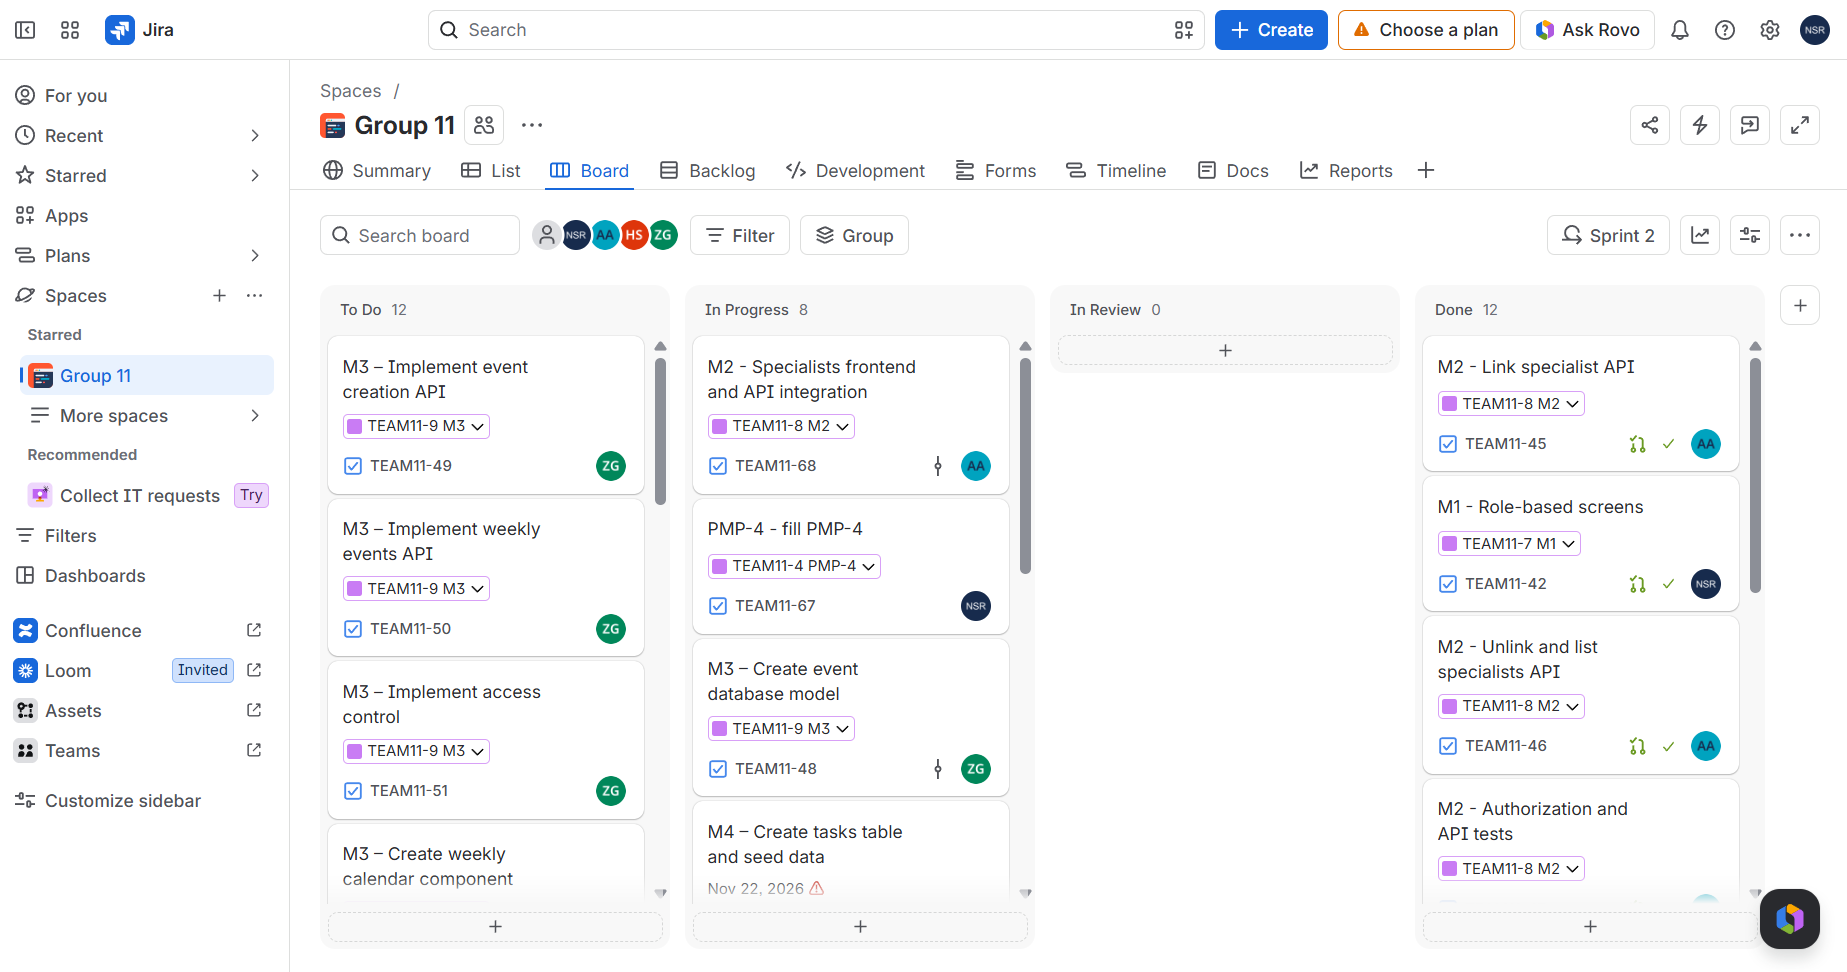 Jira
Search
Create
Choose a plan
Ask Rovo
NSR
For you
Recent
Starred
Apps
Plans
Spaces
Starred
Group 11
More spaces
Recommended
Collect IT requests Try
Filters
Dashboards
Confluence
Loom Invited
Assets
Teams
Customize sidebar
Spaces /
Group 11
Summary List Board Backlog Development Forms Timeline Docs Reports
Search board
NSR AA HS ZG
Filter
Group
Sprint 2
To Do 12
M3 – Implement event
creation API
TEAM11-9 M3
TEAM11-49 ZG
M3 – Implement weekly
events API
TEAM11-9 M3
TEAM11-50 ZG
M3 – Implement access
control
TEAM11-9 M3
TEAM11-51 ZG
M3 – Create weekly
calendar component
In Progress 8
M2 - Specialists frontend
and API integration
TEAM11-8 M2
TEAM11-68 AA
PMP-4 - fill PMP-4
TEAM11-4 PMP-4
TEAM11-67 NSR
M3 – Create event
database model
TEAM11-9 M3
TEAM11-48 ZG
M4 – Create tasks table
and seed data
Nov 22, 2026
In Review 0
Done 12
M2 - Link specialist API
TEAM11-8 M2
TEAM11-45 AA
M1 - Role-based screens
TEAM11-7 M1
TEAM11-42 NSR
M2 - Unlink and list
specialists API
TEAM11-8 M2
TEAM11-46 AA
M2 - Authorization and
API tests
TEAM11-8 M2